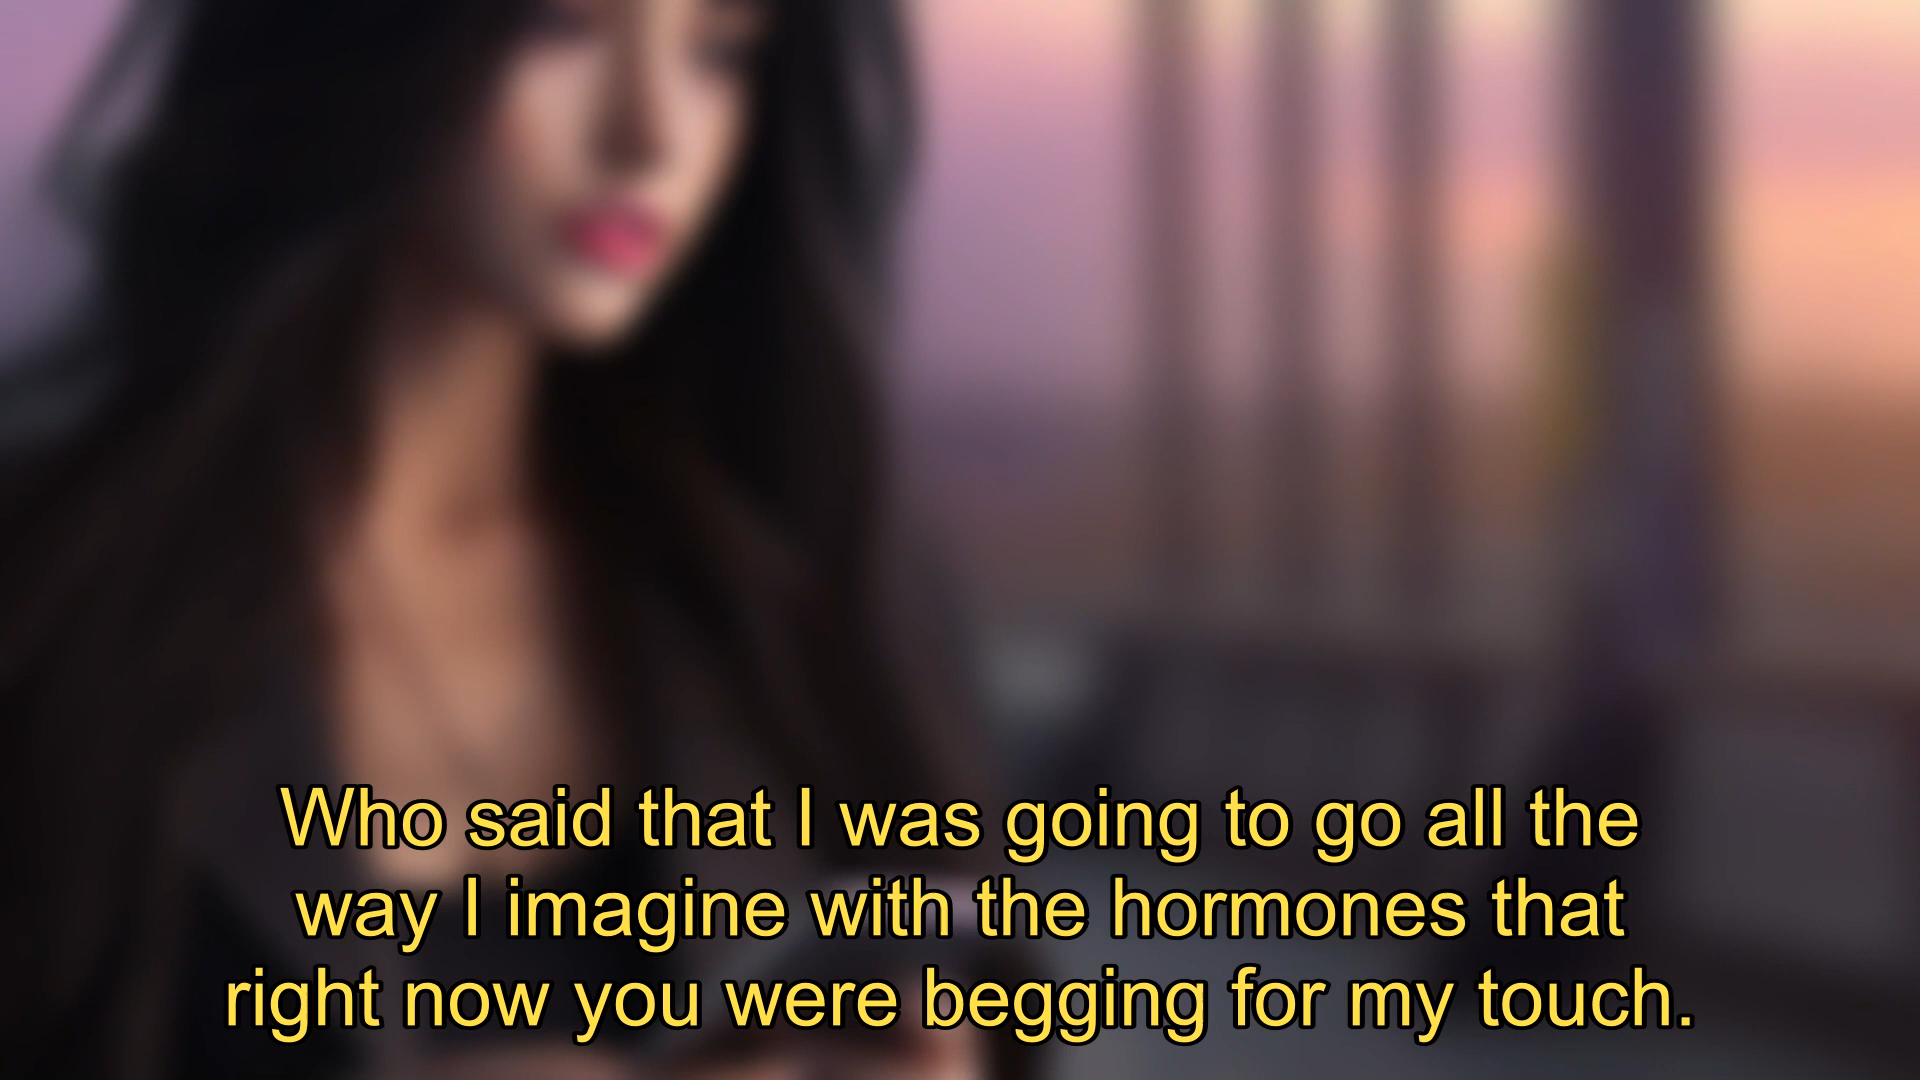 Who said that I was going to go all the
way I imagine with the hormones that
right now you were begging for my touch.